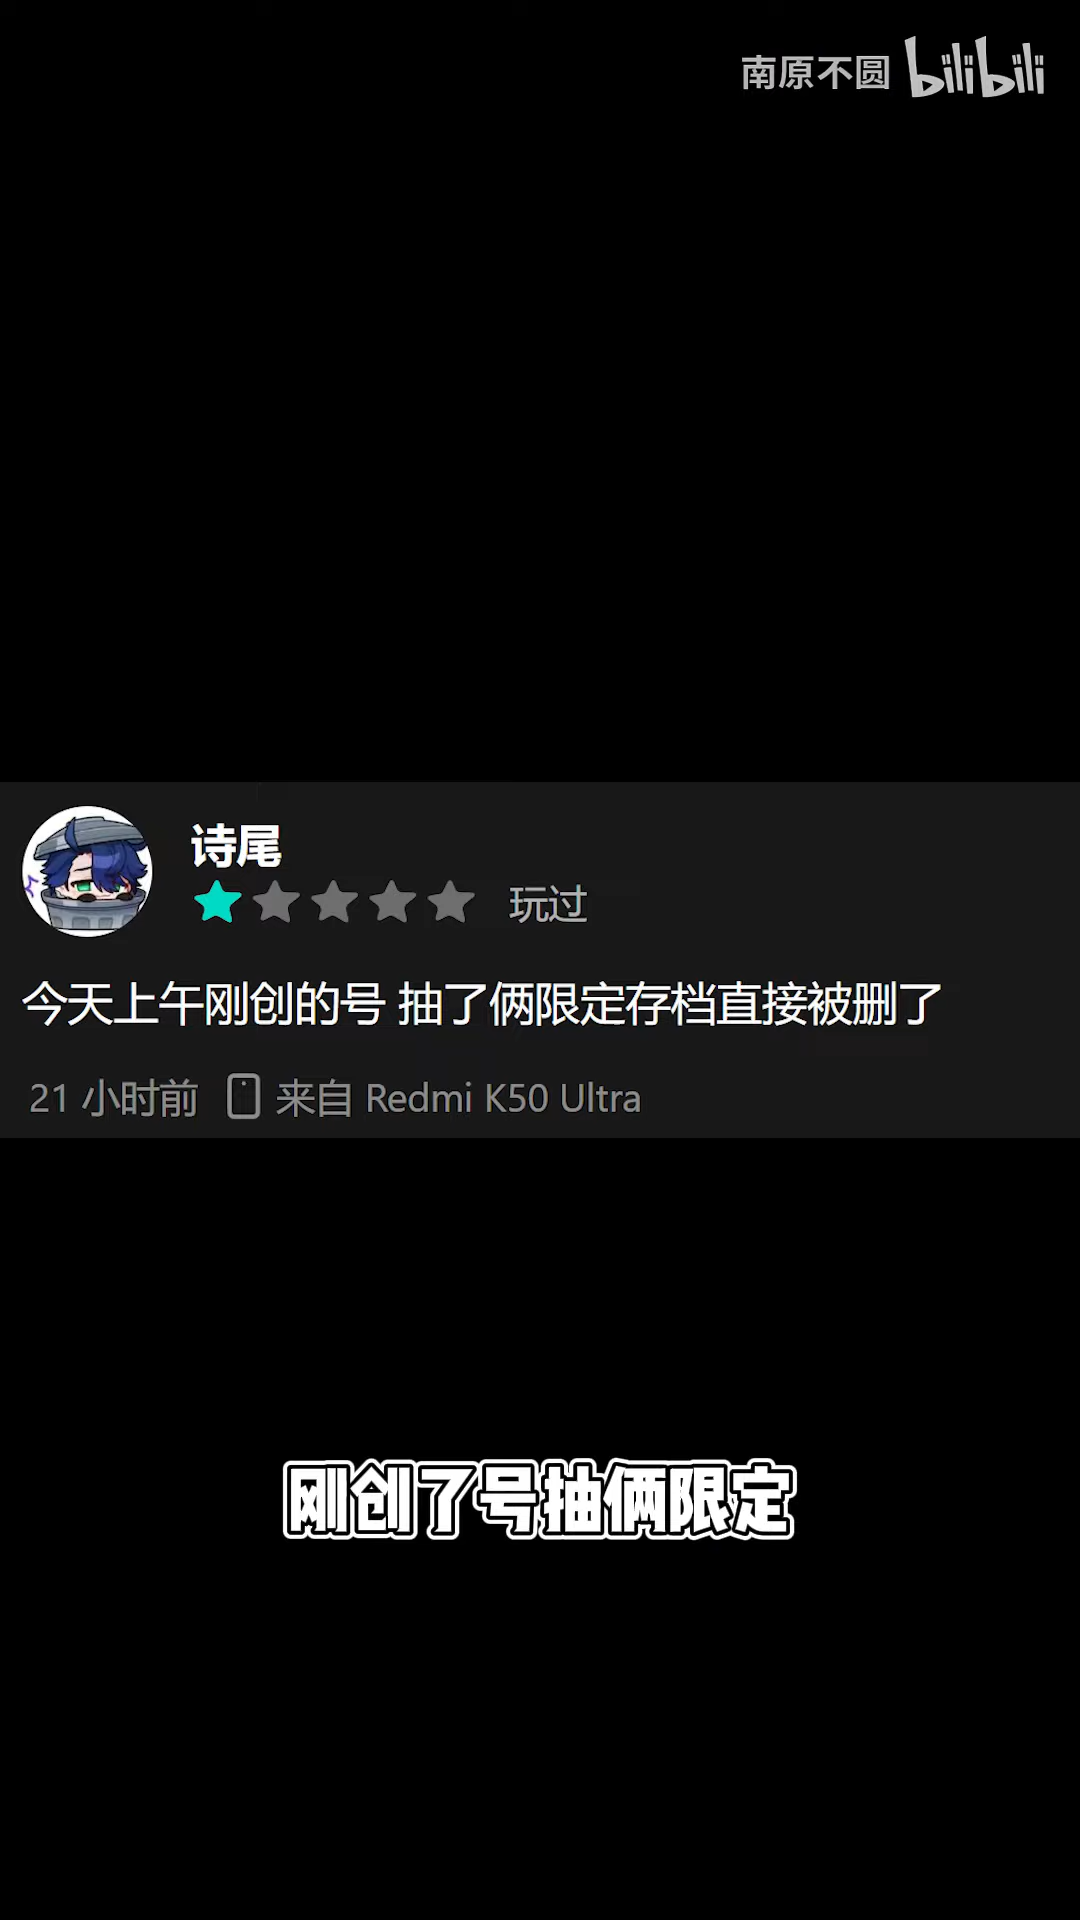 南原不圆 bilibili
诗尾
玩过
今天上午刚创的号 抽了俩限定存档直接被删了
21 小时前 来自 Redmi K50 Ultra
刚创了号抽俩限定